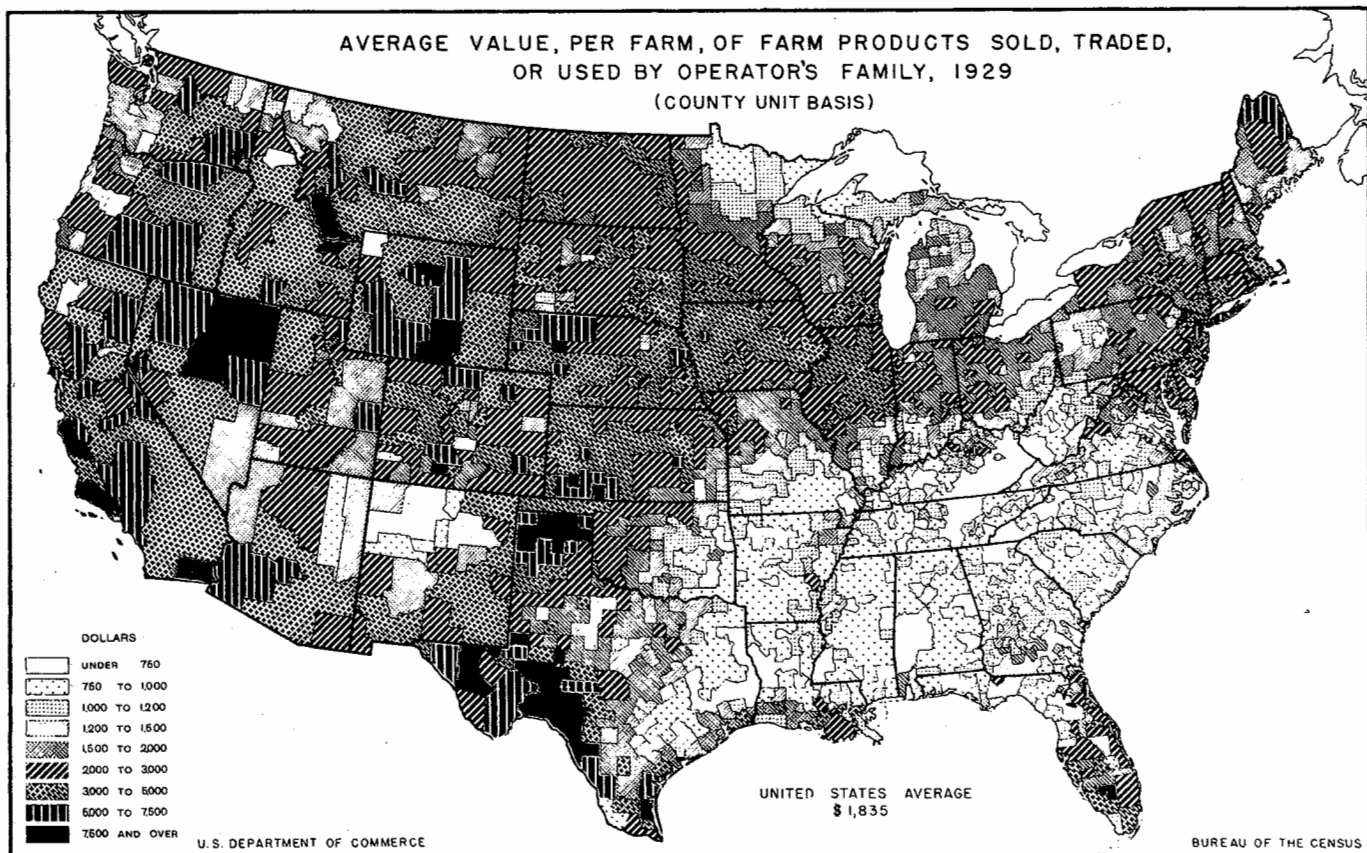 AVERAGE VALUE, PER FARM, OF FARM PRODUCTS SOLD, TRADED,
OR USED BY OPERATOR'S FAMILY, 1929
(COUNTY UNIT BASIS)
DOLLARS
UNDER 750
750 TO 1,000
1,000 TO 1,200
1,200 TO 1,500
1,500 TO 2,000
2,000 TO 3,000
3,000 TO 5,000
5,000 TO 7,500
7,500 AND OVER
UNITED STATES AVERAGE
$1,835
U.S. DEPARTMENT OF COMMERCE
BUREAU OF THE CENSUS